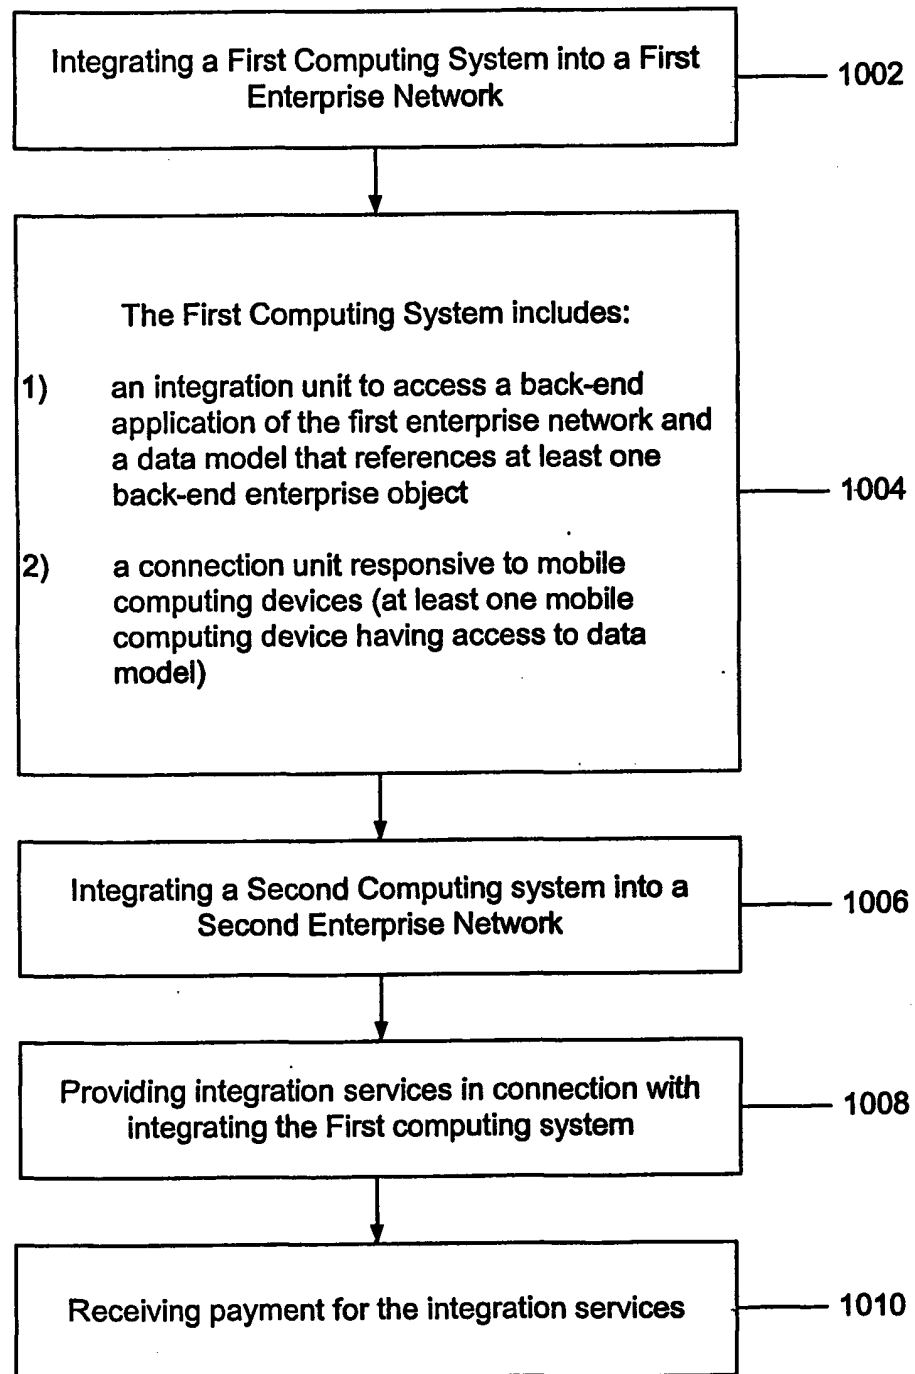 Integrating a First Computing System into a First
Enterprise Network
1002
The First Computing System includes:
1) an integration unit to access a back-end
application of the first enterprise network and
a data model that references at least one
back-end enterprise object
1004
2) a connection unit responsive to mobile
computing devices (at least one mobile
computing device having access to data
model)
Integrating a Second Computing system into a
Second Enterprise Network
1006
Providing integration services in connection with
integrating the First computing system
1008
Receiving payment for the integration services
1010